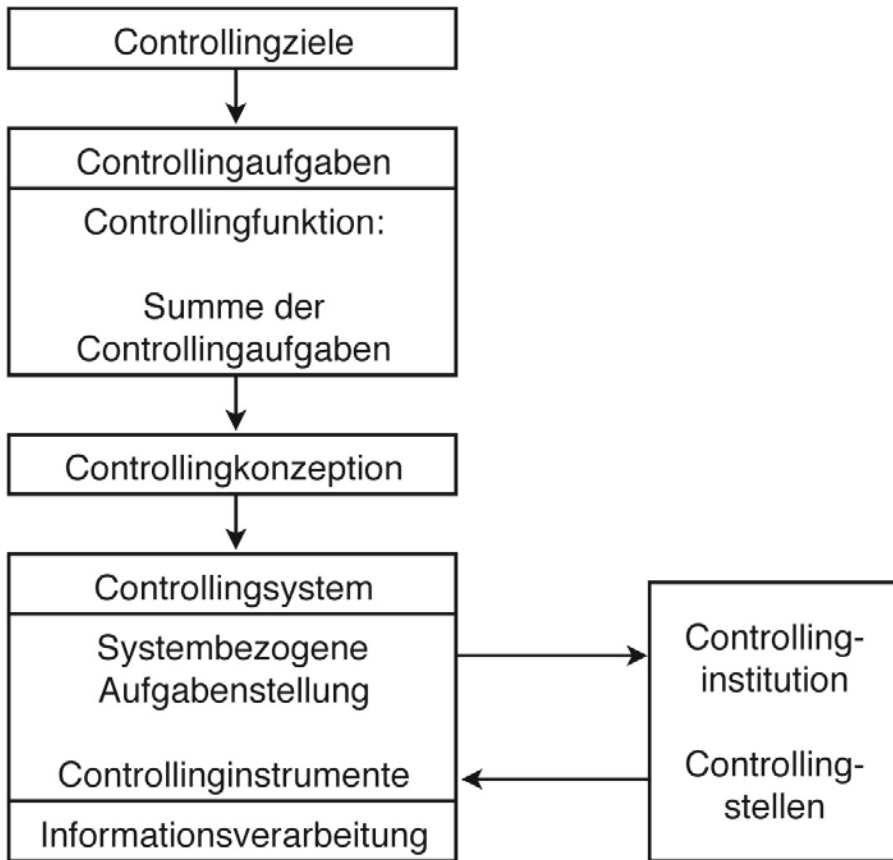 Controllingziele
Controllingaufgaben
Controllingfunktion:
Summe der
Controllingaufgaben
Controllingkonzeption
Controllingsystem
Systembezogene
Aufgabenstellung
Controllinginstrumente
Informationsverarbeitung
Controlling-
institution
Controlling-
stellen